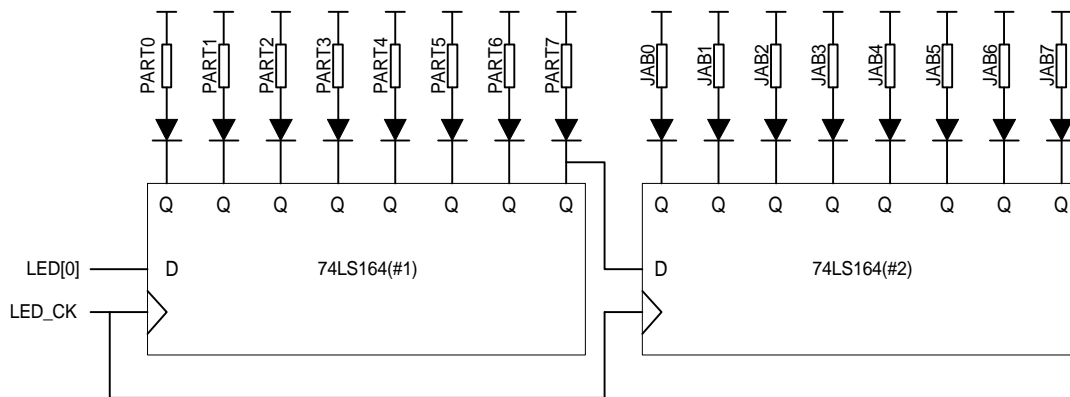 PART0 PART1 PART2 PART3 PART4 PART5 PART6 PART7 JAB0 JAB1 JAB2 JAB3 JAB4 JAB5 JAB6 JAB7
Q Q Q Q Q Q Q Q Q Q Q Q Q Q Q Q
LED[0] D 74LS164(#1) D 74LS164(#2)
LED_CK